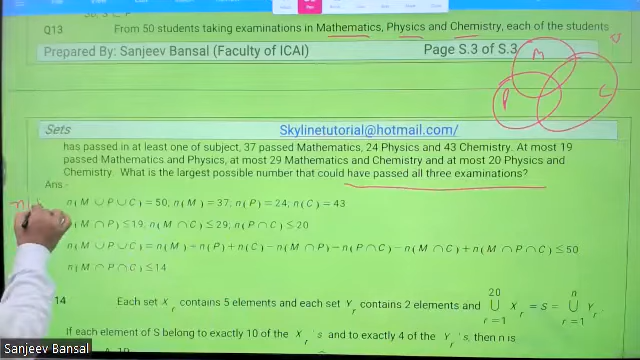 Q13 From 50 students taking examinations in Mathematics, Physics and Chemistry, each of the students
Prepared By: Sanjeev Bansal (Faculty of ICAI) Page S.3 of S.3
M
P
C
Sets Skylinetutorial@hotmail.com/
has passed in at least one of subject, 37 passed Mathematics, 24 Physics and 43 Chemistry. At most 19
passed Mathematics and Physics, at most 29 Mathematics and Chemistry and at most 20 Physics and
Chemistry. What is the largest possible number that could have passed all three examinations?
Ans:-
n n(M ∪ P ∪ C) = 50; n(M) = 37; n(P) = 24; n(C) = 43
(M ∩ P) ≤19; n(M ∩ C) ≤29; n(P ∩ C) ≤20
n(M ∪ P ∪ C) = n(M) + n(P) + n(C) − n(M ∩ P) − n(P ∩ C) − n(M ∩ C) + n(M ∩ P ∩ C) ≤50
n(M ∩ P ∩ C) ≤14
14 Each set X r contains 5 elements and each set Y r contains 2 elements and 20 ∪ r = 1 X r = S = n ∪ r = 1 Y r .
If each element of S belong to exactly 10 of the X r 's and to exactly 4 of the Y r 's, then n is
Sanjeev Bansal